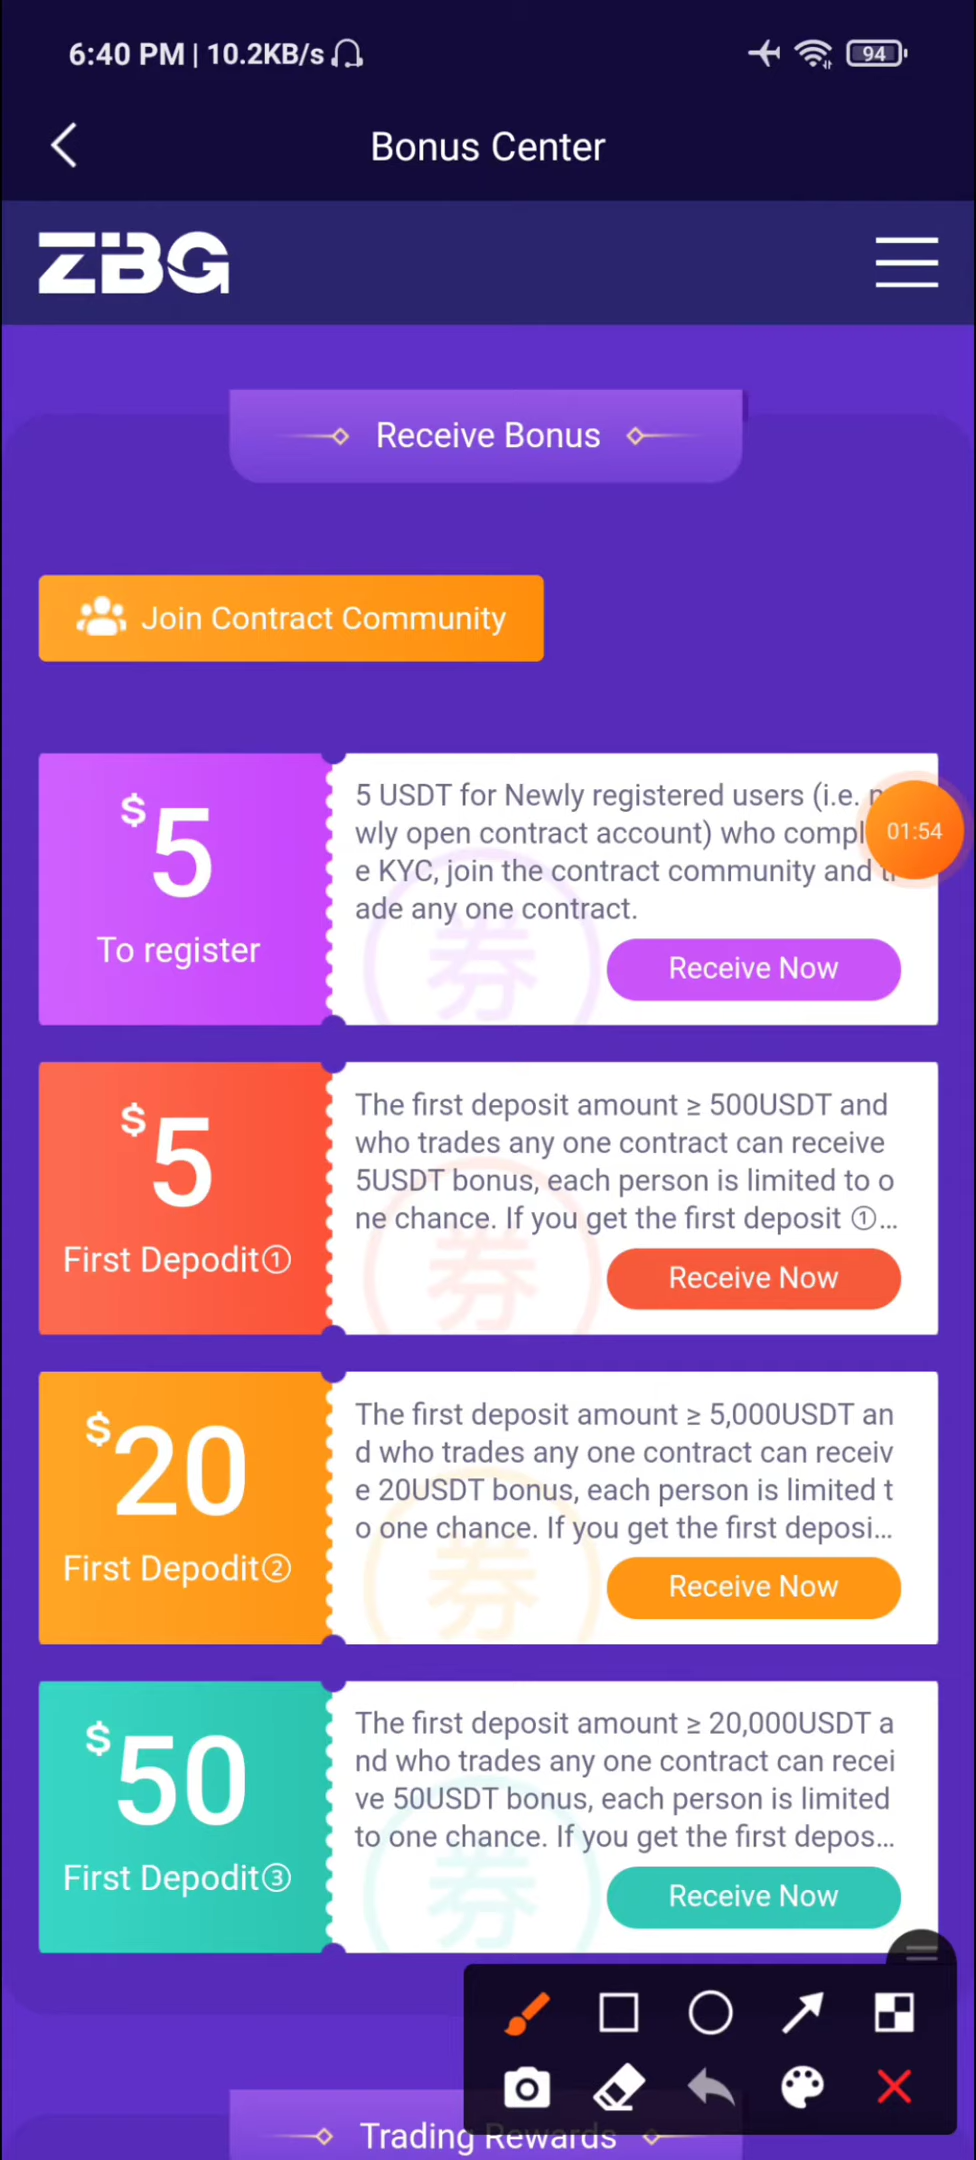 6:40 PM | 10.2KB/s
94
Bonus Center
ZBG
Receive Bonus
Join Contract Community
$5
To register
5 USDT for Newly registered users (i.e.
wly open contract account) who compl
e KYC, join the contract community and
ade any one contract.
01:54
券
Receive Now
$5
First Depodit①
The first deposit amount ≥ 500USDT and
who trades any one contract can receive
5USDT bonus, each person is limited to o
ne chance. If you get the first deposit ①...
券
Receive Now
$20
First Depodit②
The first deposit amount ≥ 5,000USDT an
d who trades any one contract can receiv
e 20USDT bonus, each person is limited t
o one chance. If you get the first deposi...
券
Receive Now
$50
First Depodit③
The first deposit amount ≥ 20,000USDT a
nd who trades any one contract can recei
ve 50USDT bonus, each person is limited
to one chance. If you get the first depos...
券
Receive Now
Trading Rewards